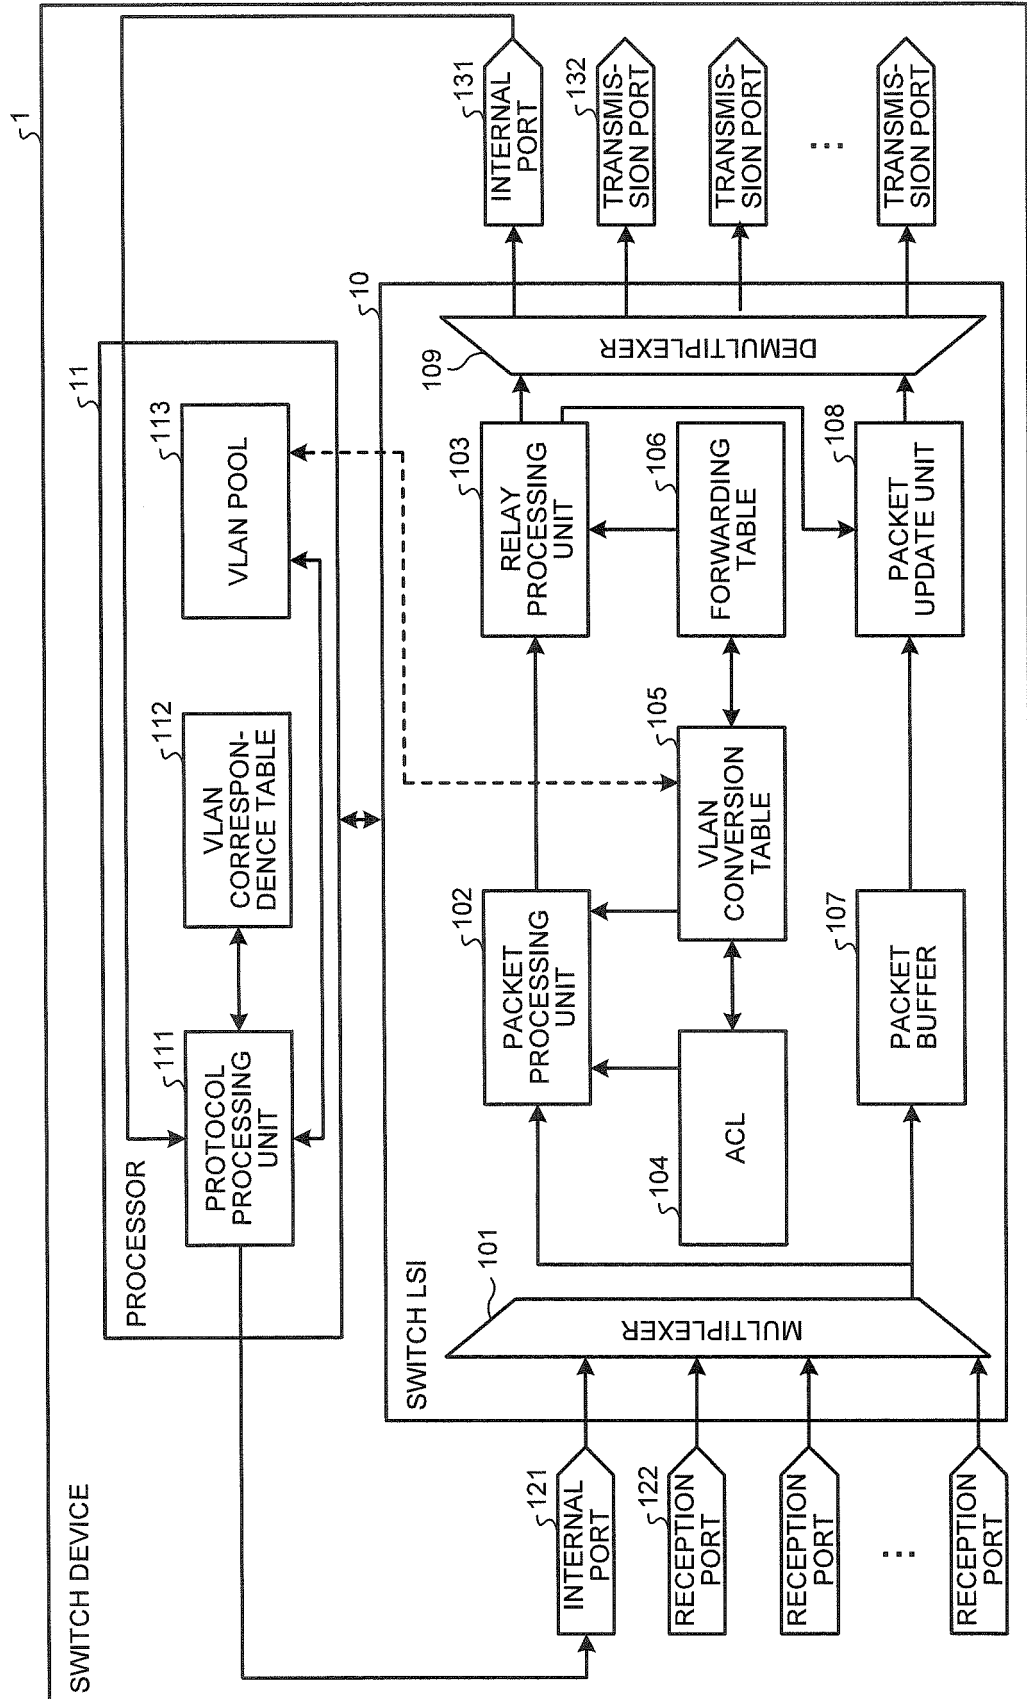 SWITCH DEVICE
1
PROCESSOR
11
PROTOCOL
PROCESSING
UNIT
111
VLAN
CORRESPON-
DENCE TABLE
112
VLAN POOL
113
SWITCH LSI
10
INTERNAL
PORT
121
RECEPTION
PORT
122
RECEPTION
PORT
...
RECEPTION
PORT
MULTIPLEXER
101
PACKET
PROCESSING
UNIT
102
RELAY
PROCESSING
UNIT
103
ACL
104
VLAN
CONVERSION
TABLE
105
FORWARDING
TABLE
106
PACKET
BUFFER
107
PACKET
UPDATE UNIT
108
DEMULTIPLEXER
109
INTERNAL
PORT
131
TRANSMIS-
SION PORT
132
TRANSMIS-
SION PORT
...
TRANSMIS-
SION PORT